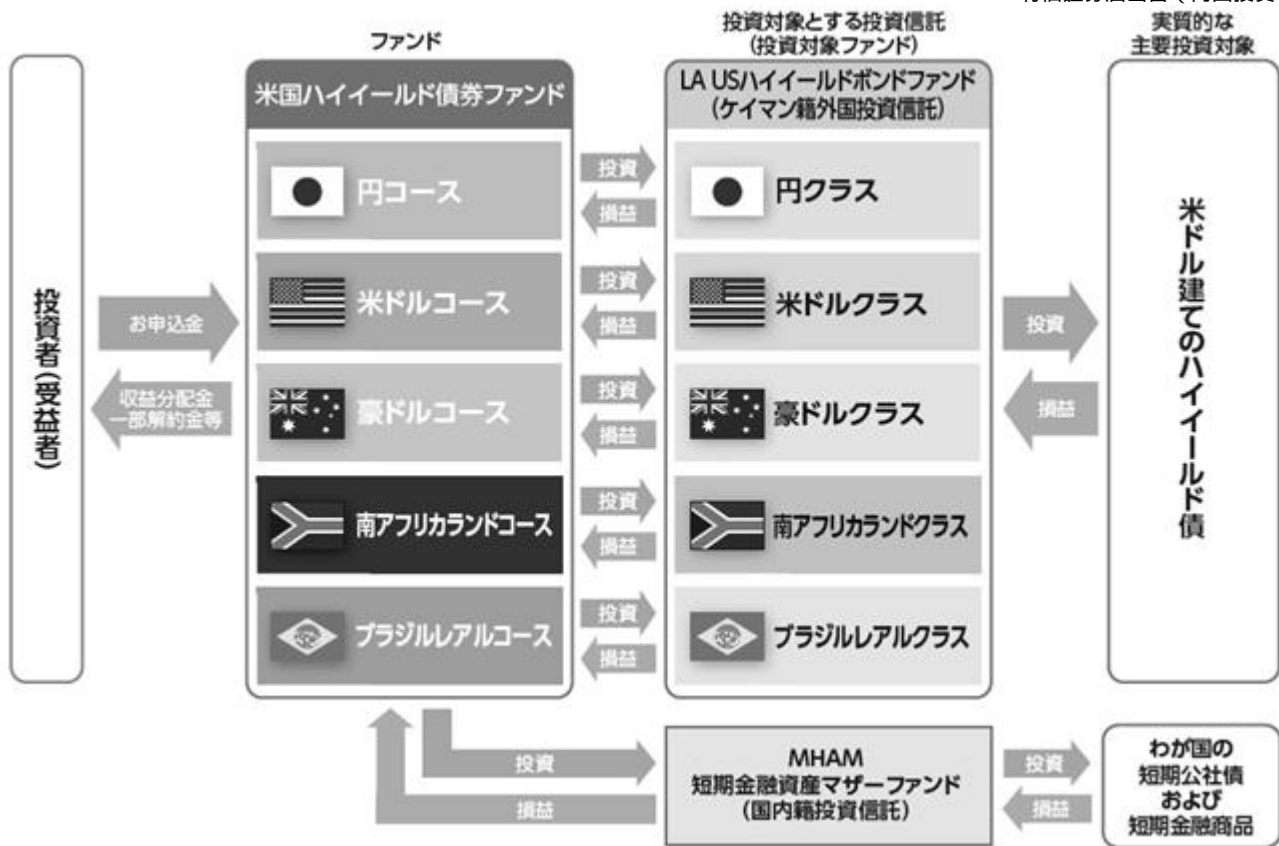 ファンド
投資対象とする投資信託
(投資対象ファンド)
実質的な
主要投資対象
投資者(受益者)
お申込金
収益分配金
一部解約金等
米国ハイイールド債券ファンド
円コース
米ドルコース
豪ドルコース
南アフリカランドコース
ブラジルレアルコース
投資
損益
投資
損益
投資
損益
投資
損益
投資
損益
LA USハイイールドボンドファンド
(ケイマン籍外国投資信託)
円クラス
米ドルクラス
豪ドルクラス
南アフリカランドクラス
ブラジルレアルクラス
投資
損益
米ドル建てのハイイールド債
投資
損益
MHAM
短期金融資産マザーファンド
(国内籍投資信託)
投資
損益
わが国の
短期公社債
および
短期金融商品